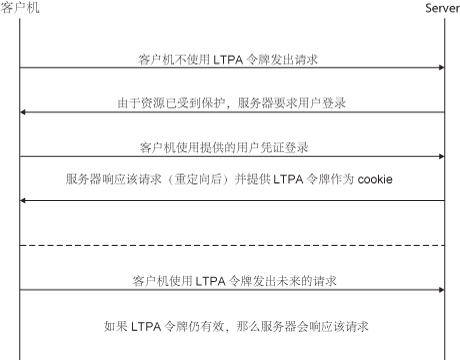 客户机
Server
客户机不使用 LTPA 令牌发出请求
由于资源已受到保护，服务器要求用户登录
客户机使用提供的用户凭证登录
服务器响应该请求（重定向后）并提供 LTPA 令牌作为 cookie
客户机使用 LTPA 令牌发出未来的请求
如果 LTPA 令牌仍有效，那么服务器会响应该请求